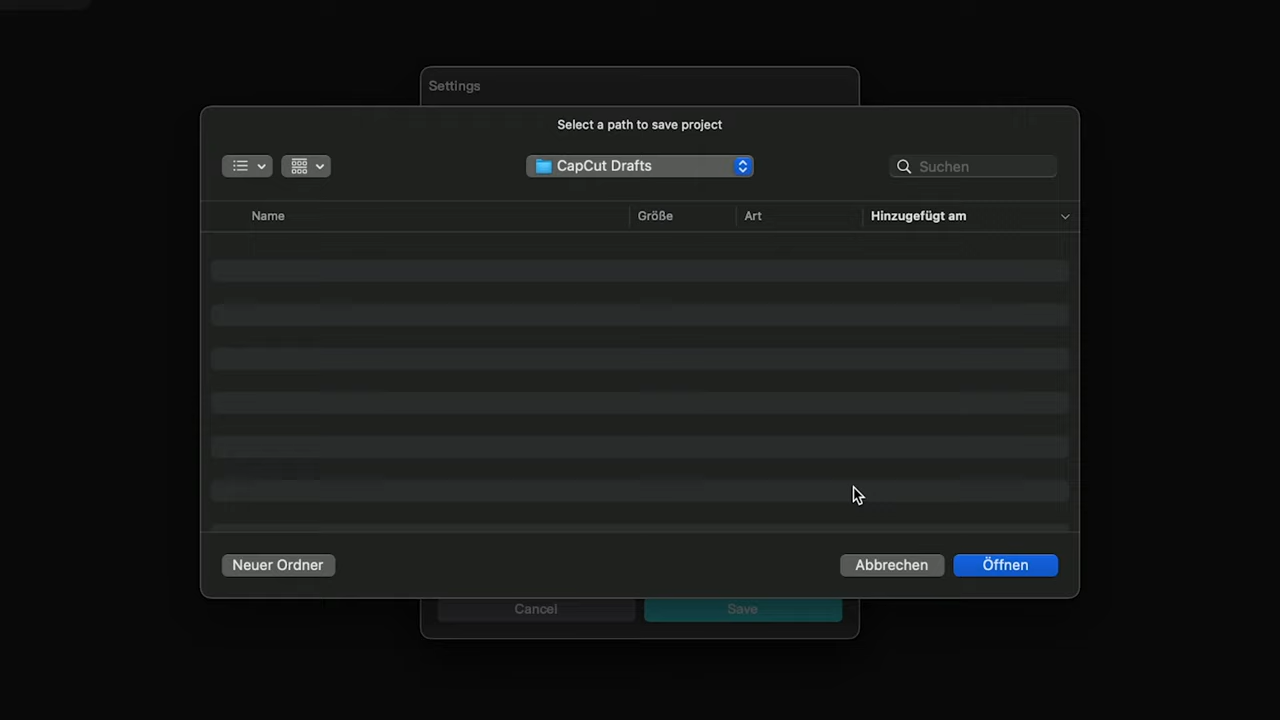 Settings
Select a path to save project
CapCut Drafts
Suchen
Name Größe Art Hinzugefügt am
Neuer Ordner Abbrechen Öffnen
Cancel Save